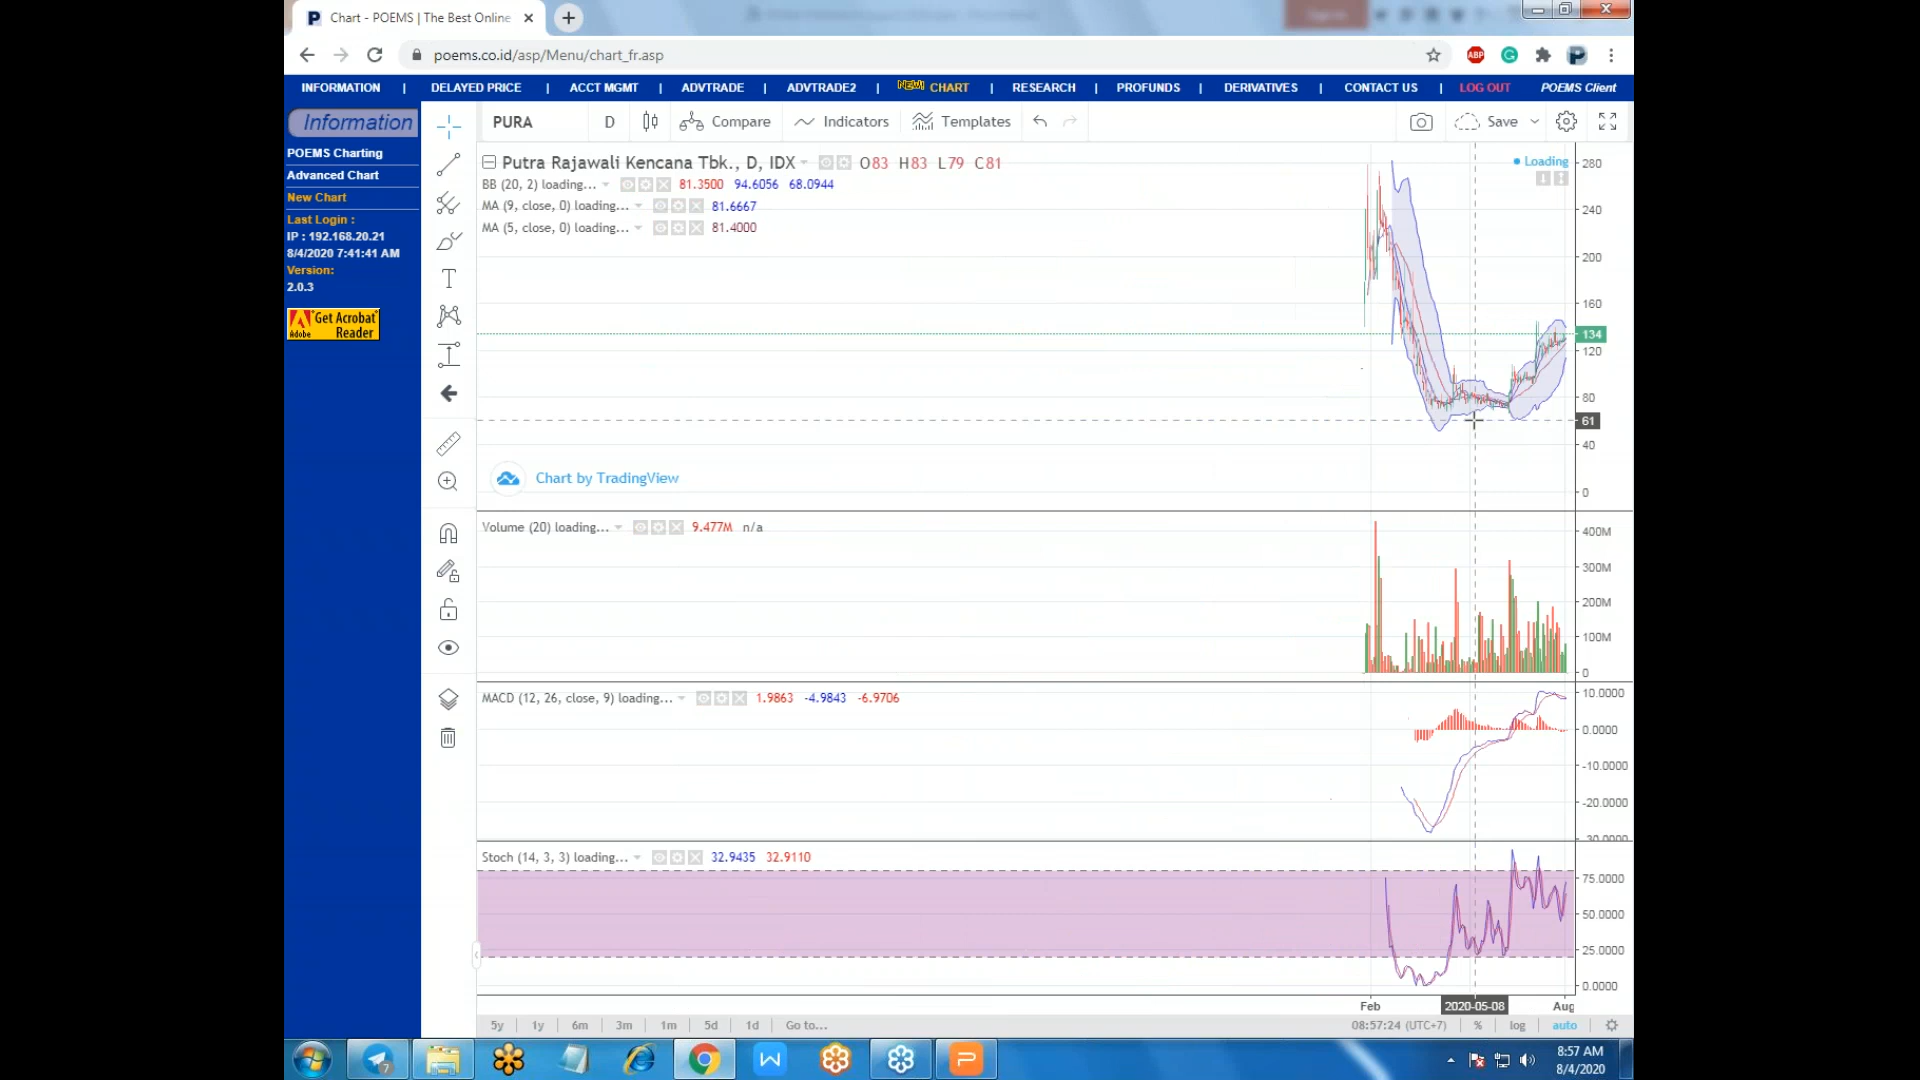 Chart - POEMS | The Best Online
poems.co.id/asp/Menu/chart_fr.asp
ABP
INFORMATION | DELAYED PRICE | ACCT MGMT | ADVTRADE | ADVTRADE2 | NEW! CHART | RESEARCH | PROFUNDS | DERIVATIVES | CONTACT US | LOG OUT POEMS Client
Information
POEMS Charting
Advanced Chart
New Chart
Last Login :
IP : 192.168.20.21
8/4/2020 7:41:41 AM
Version:
2.0.3
Get Acrobat
Adobe Reader
PURA D Compare Indicators Templates Save
Putra Rajawali Kencana Tbk., D, IDX O83 H83 L79 C81
Loading
BB (20, 2) loading... 81.3500 94.6056 68.0944
MA (9, close, 0) loading... 81.6667
MA (5, close, 0) loading... 81.4000
280
240
200
160
134
120
80
61
40
0
Chart by TradingView
Volume (20) loading... 9.477M n/a
400M
300M
200M
100M
0
MACD (12, 26, close, 9) loading... 1.9863 -4.9843 -6.9706
10.0000
0.0000
-10.0000
-20.0000
-30.0000
Stoch (14, 3, 3) loading... 32.9435 32.9110
75.0000
50.0000
25.0000
0.0000
Feb 2020-05-08 Aug
5y 1y 6m 3m 1m 5d 1d Go to... 08:57:24 (UTC+7) % log auto
7
8:57 AM
8/4/2020